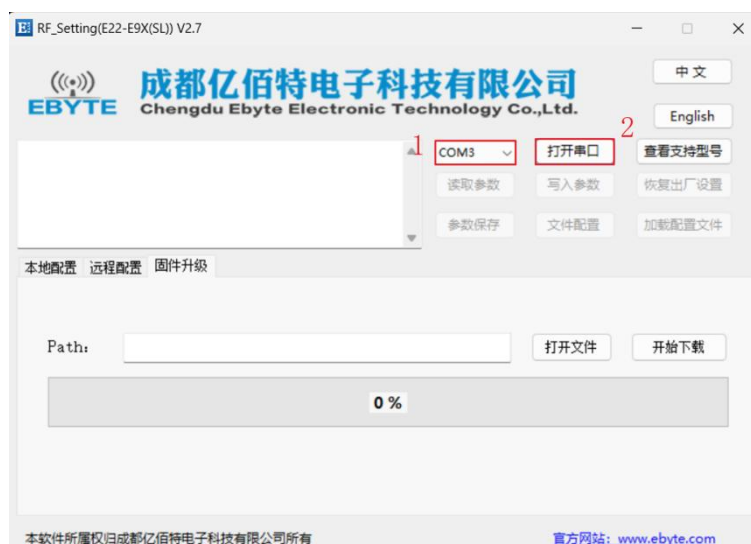 RF_Setting(E22-E9X(SL)) V2.7
中文
成都亿佰特电子科技有限公司
EBYTE Chengdu Ebyte Electronic Technology Co.,Ltd.
English
1 2
COM3 打开串口 查看支持型号
读取参数 写入参数 恢复出厂设置
参数保存 文件配置 加载配置文件
本地配置 远程配置 固件升级
Path: 打开文件 开始下载
0 %
本软件所属权归成都亿佰特电子科技有限公司所有 官方网站: www.ebyte.com